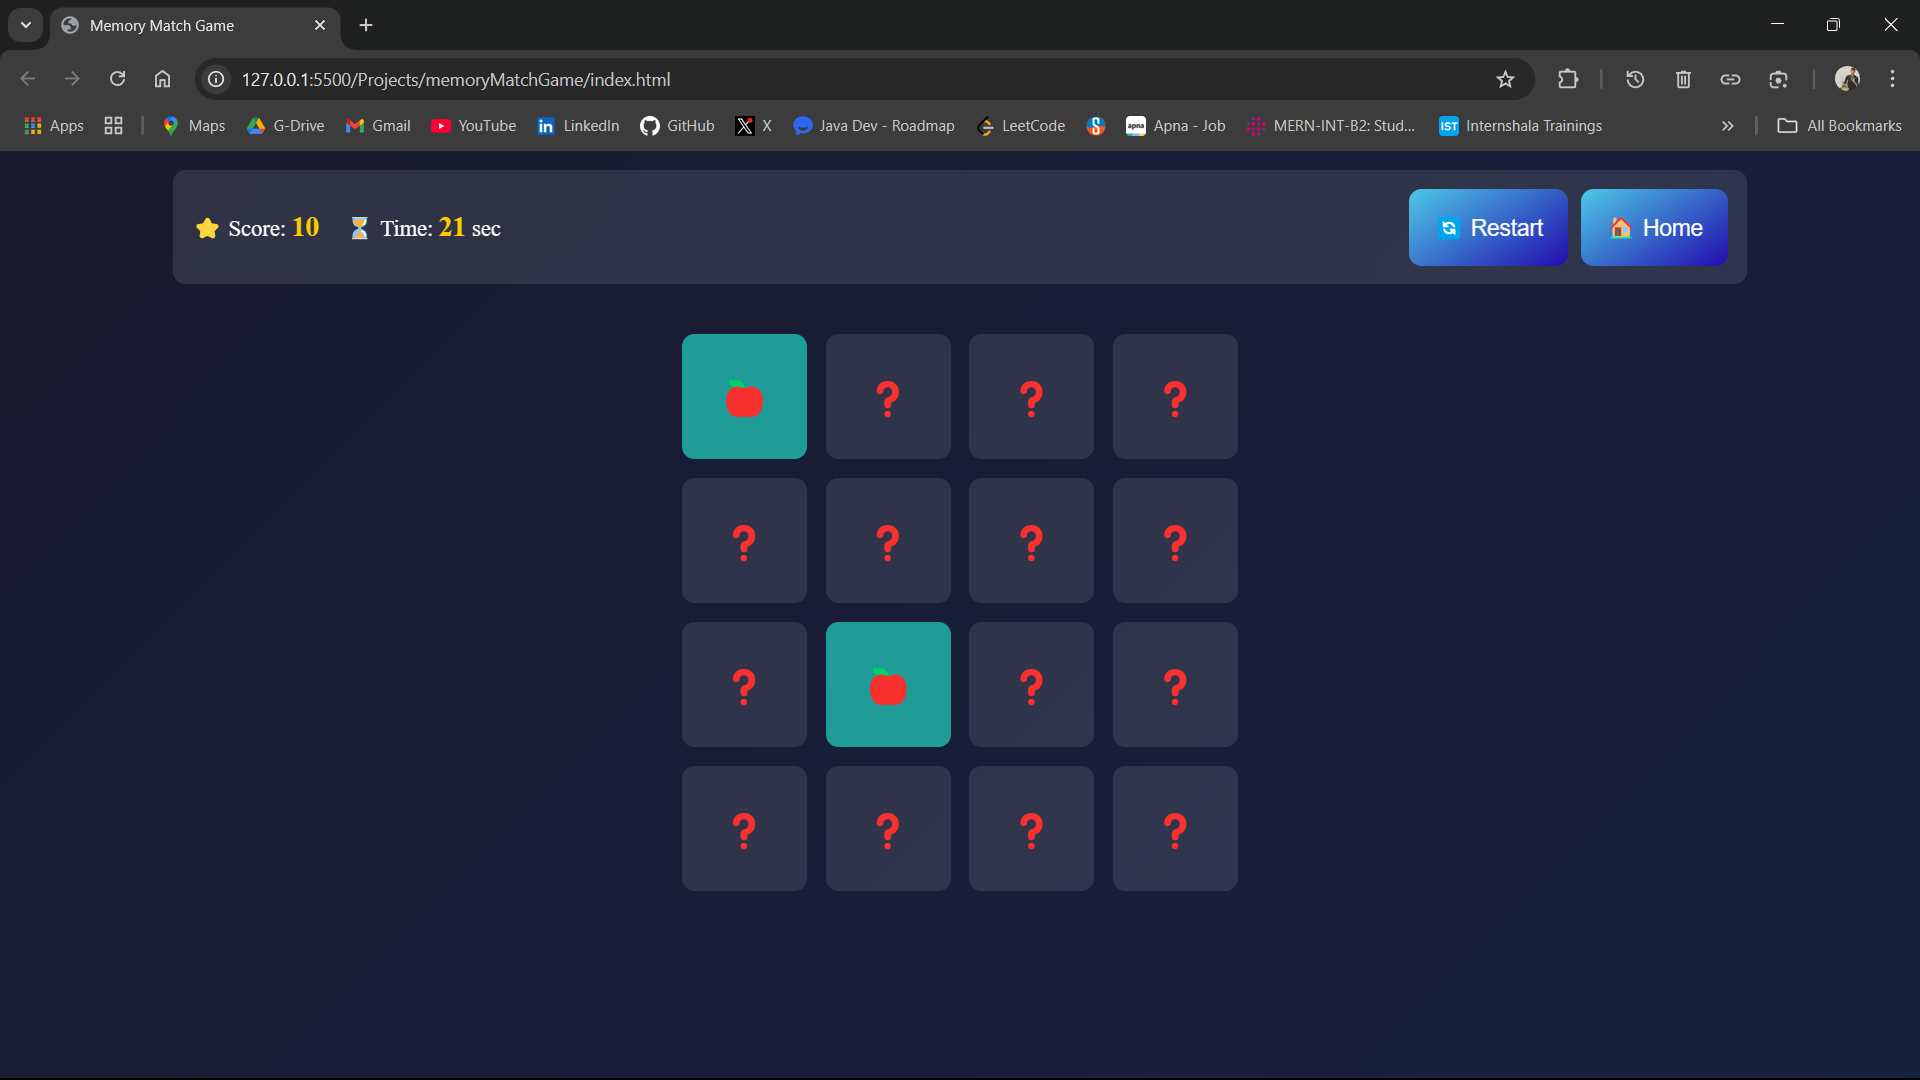 Memory Match Game
127.0.0.1:5500/Projects/memoryMatchGame/index.html
Apps Maps G-Drive Gmail YouTube LinkedIn GitHub X Java Dev - Roadmap LeetCode apna Apna - Job MERN-INT-B2: Stud... IST Internshala Trainings » All Bookmarks
⭐ Score: 10 ⏳ Time: 21 sec 🔄 Restart 🏠 Home
❓ ❓ ❓
❓ ❓ ❓ ❓
❓ ❓ ❓
❓ ❓ ❓ ❓